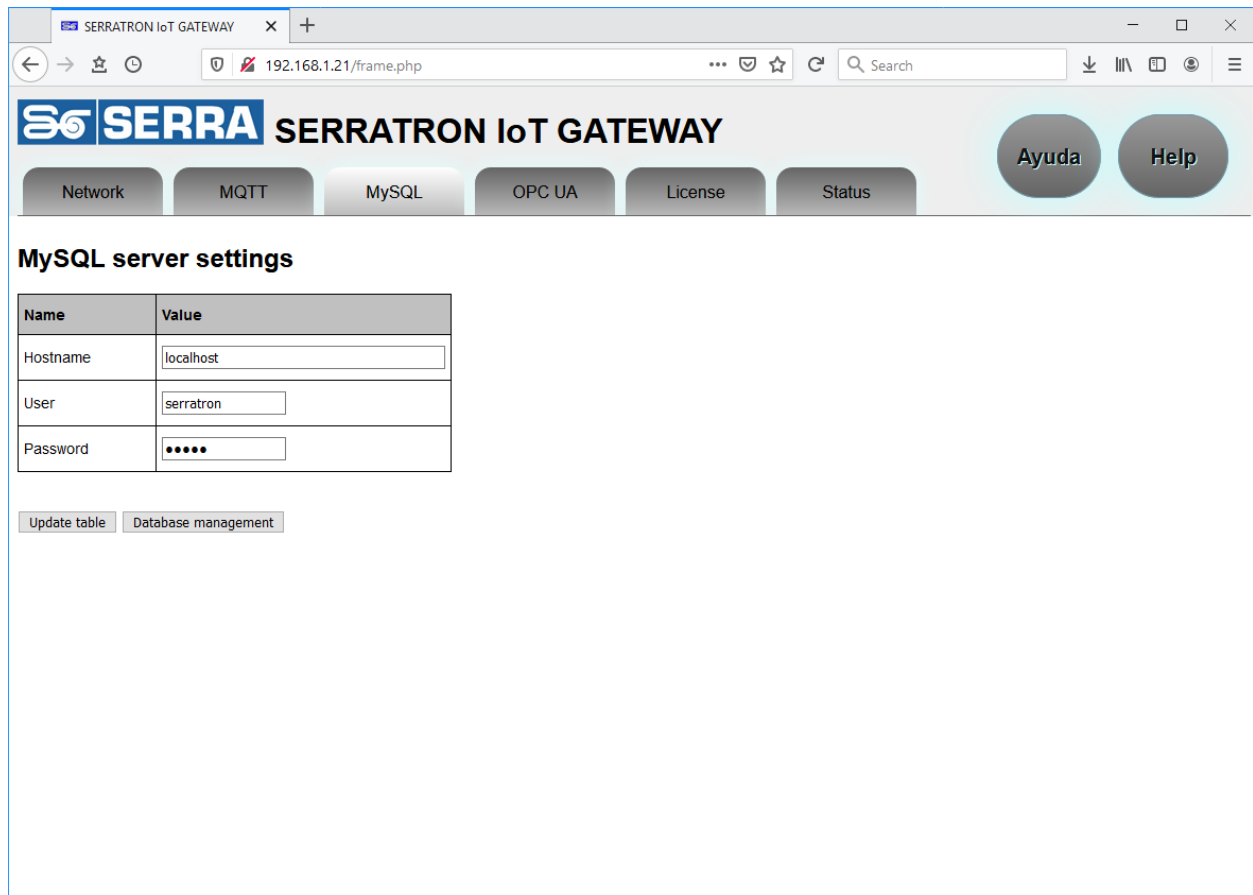 SERRATRON IoT GATEWAY
192.168.1.21/frame.php
Search
SERRA SERRATRON IoT GATEWAY
Ayuda Help
Network MQTT MySQL OPC UA License Status
MySQL server settings
Name Value
Hostname localhost
User serratron
Password •••••
Update table Database management